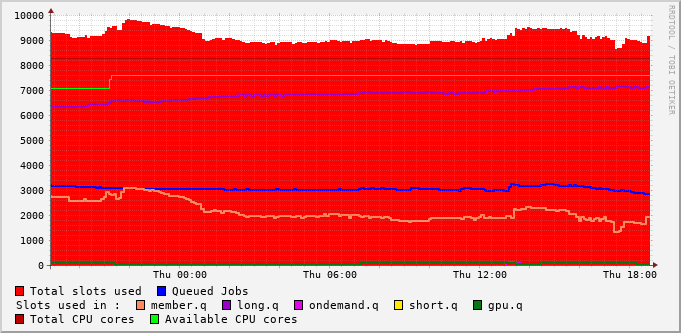 10000
9000
8000
7000
6000
5000
4000
3000
2000
1000
0
Thu 00:00 Thu 06:00 Thu 12:00 Thu 18:00
RRDTOOL / TOBI OETIKER
Total slots used Queued Jobs
Slots used in : member.q long.q ondemand.q short.q gpu.q
Total CPU cores Available CPU cores